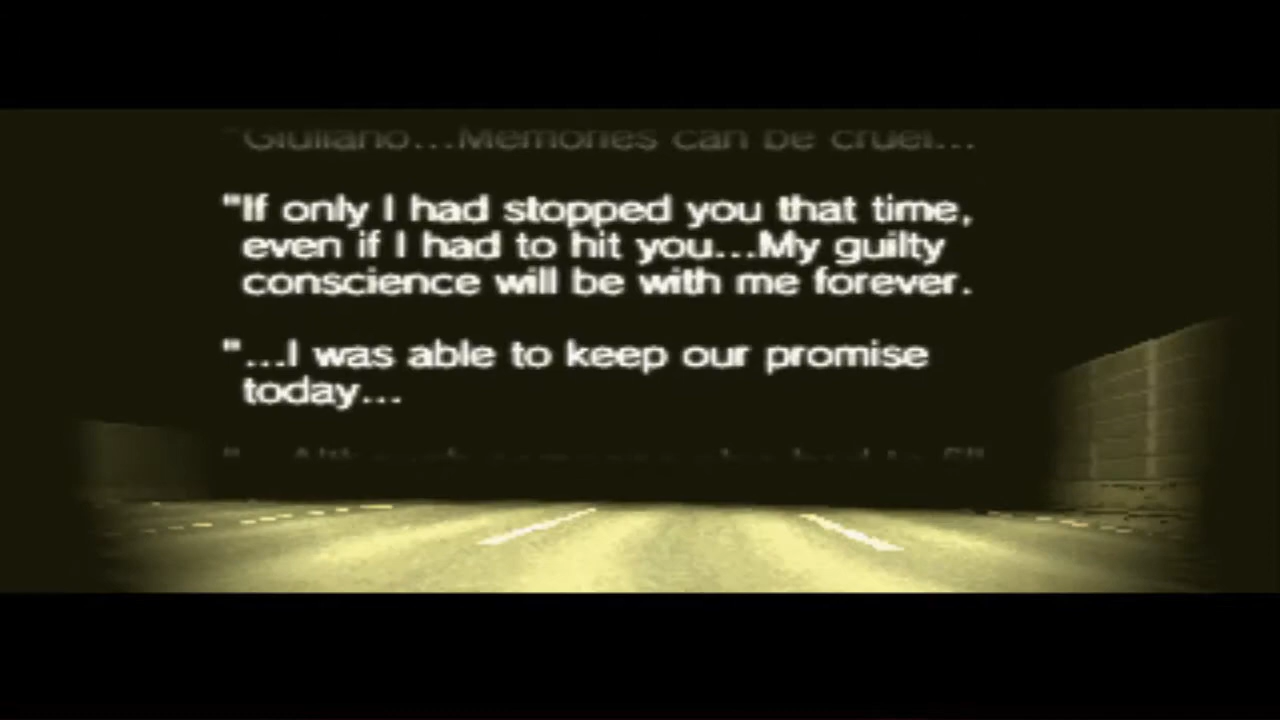 "Giuliano...Memories can be cruel...
"If only I had stopped you that time,
even if I had to hit you...My guilty
conscience will be with me forever.
"...I was able to keep our promise
today...